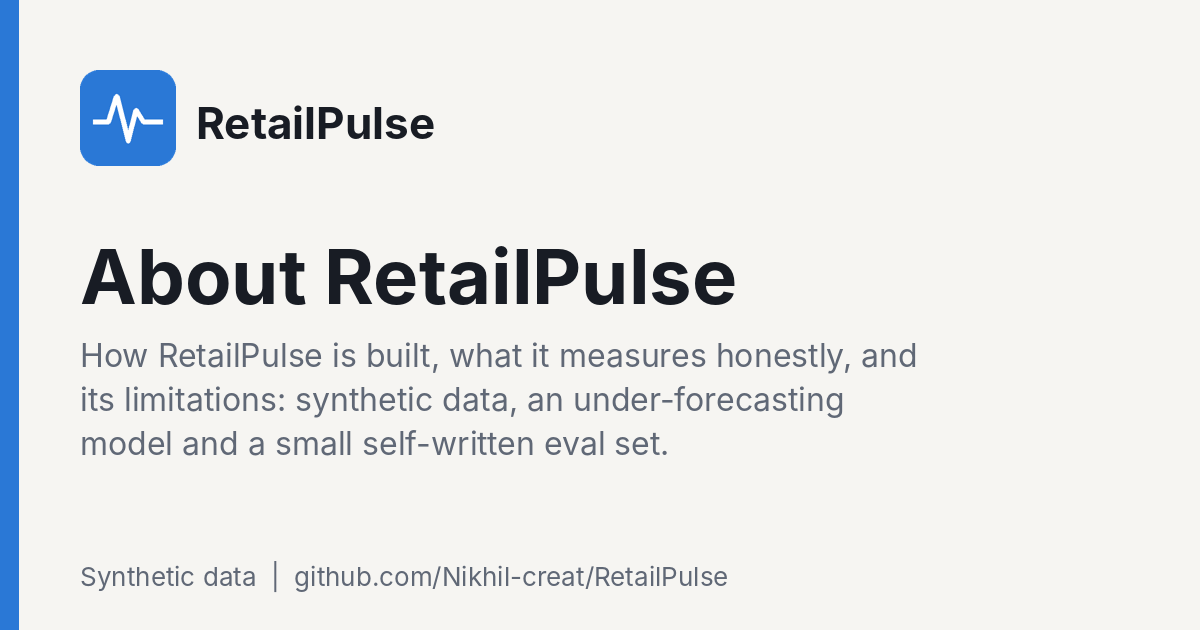 RetailPulse
About RetailPulse
How RetailPulse is built, what it measures honestly, and
its limitations: synthetic data, an under-forecasting
model and a small self-written eval set.
Synthetic data | github.com/Nikhil-creat/RetailPulse